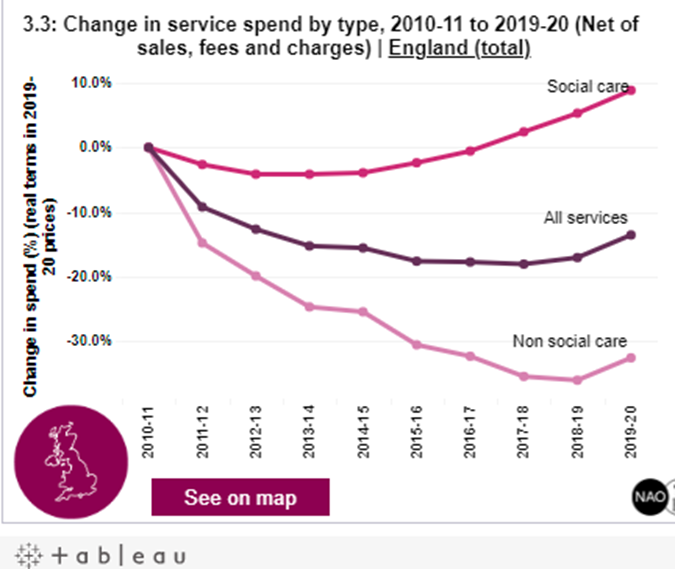 3.3: Change in service spend by type, 2010-11 to 2019-20 (Net of
sales, fees and charges) | England (total)
Change in spend (%) (real terms in 2019-
20 prices)
10.0%
0.0%
-10.0%
-20.0%
-30.0%
Social care
All services
Non social care
2010-11
2011-12
2012-13
2013-14
2014-15
2015-16
2016-17
2017-18
2018-19
2019-20
See on map
NAO
+ableau